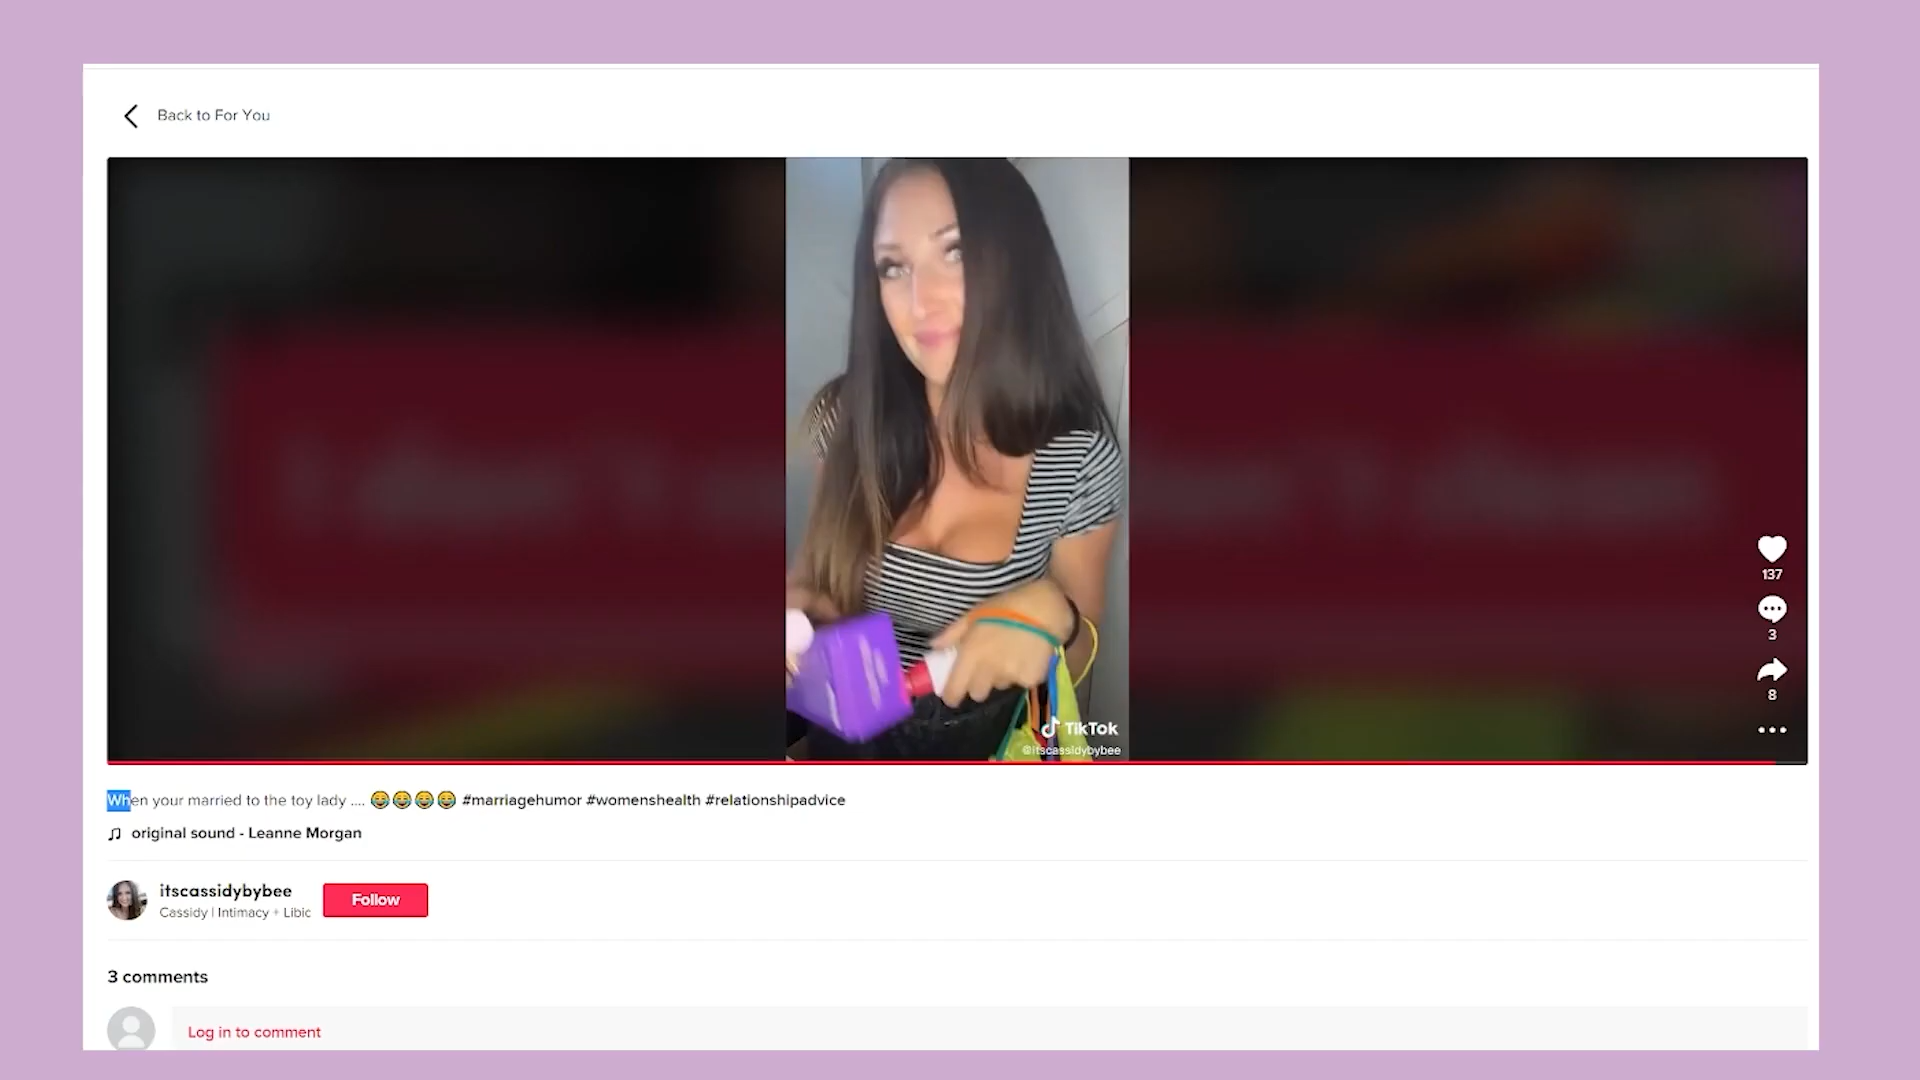 Back to For You
137
3
8
TikTok
@itscassidybybee
When your married to the toy lady .... 😂😂😂😂 #marriagehumor #womenshealth #relationshipadvice
original sound - Leanne Morgan
itscassidybybee
Cassidy | Intimacy + Libic
Follow
3 comments
Log in to comment